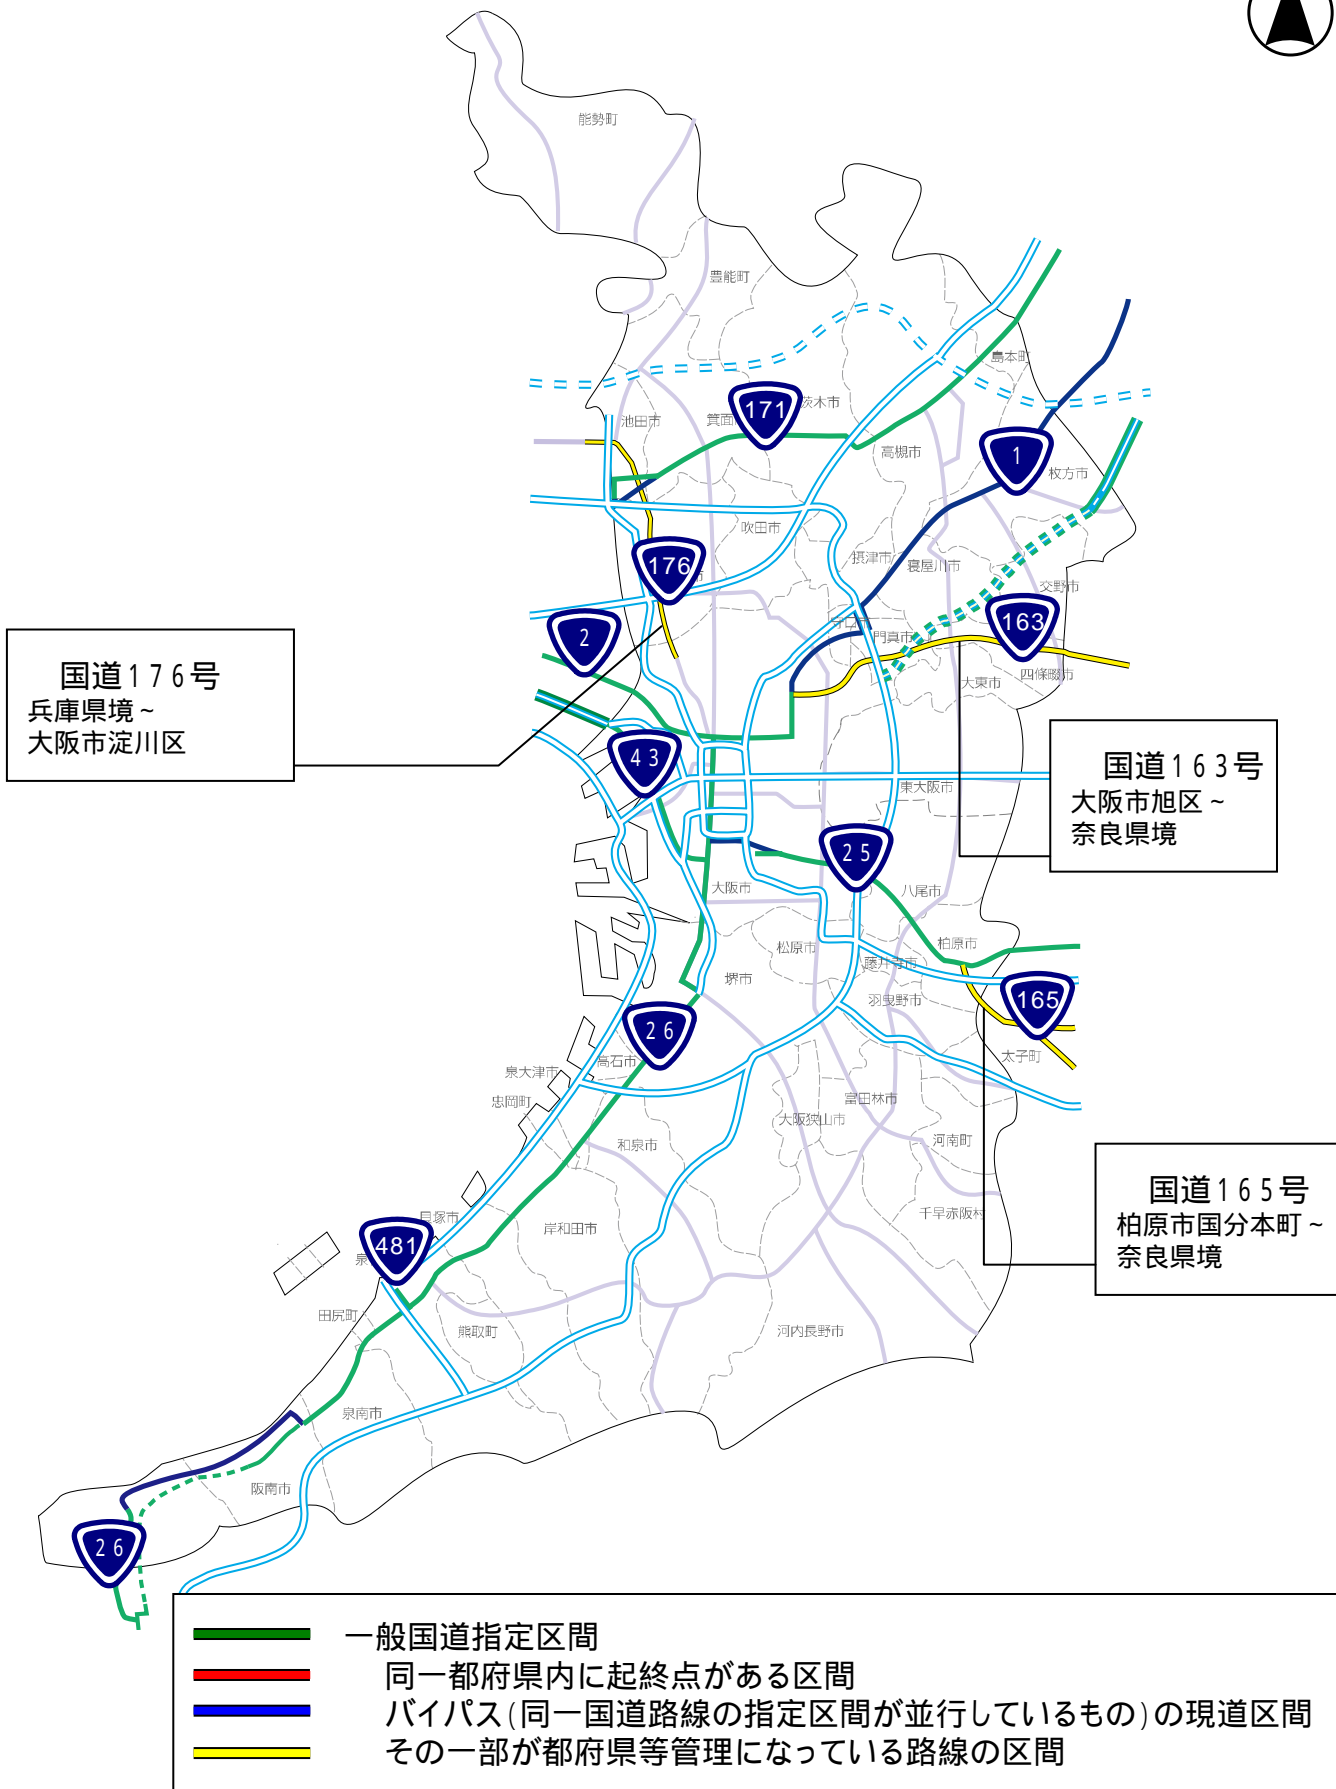 能勢町
豊能町
島本町
171
茨木市
池田市
箕面
高槻市
1
枚方市
吹田市
摂津市
寝屋川市
176
市
交野市
2
163
守口市
門真市
四條畷市
大東市
国道176号
兵庫県境~
大阪市淀川区
43
国道163号
大阪市旭区~
奈良県境
東大阪市
25
大阪市
八尾市
柏原市
松原市
藤井寺市
堺市
羽曳野市
165
26
太子町
高石市
泉大津市
忠岡町
富田林市
大阪狭山市
河南町
和泉市
国道165号
柏原市国分本町~
奈良県境
千早赤阪村
貝塚市
岸和田市
481
泉
田尻町
熊取町
河内長野市
泉南市
阪南市
26
一般国道指定区間
同一都府県内に起終点がある区間
バイパス(同一国道路線の指定区間が並行しているもの)の現道区間
その一部が都府県等管理になっている路線の区間